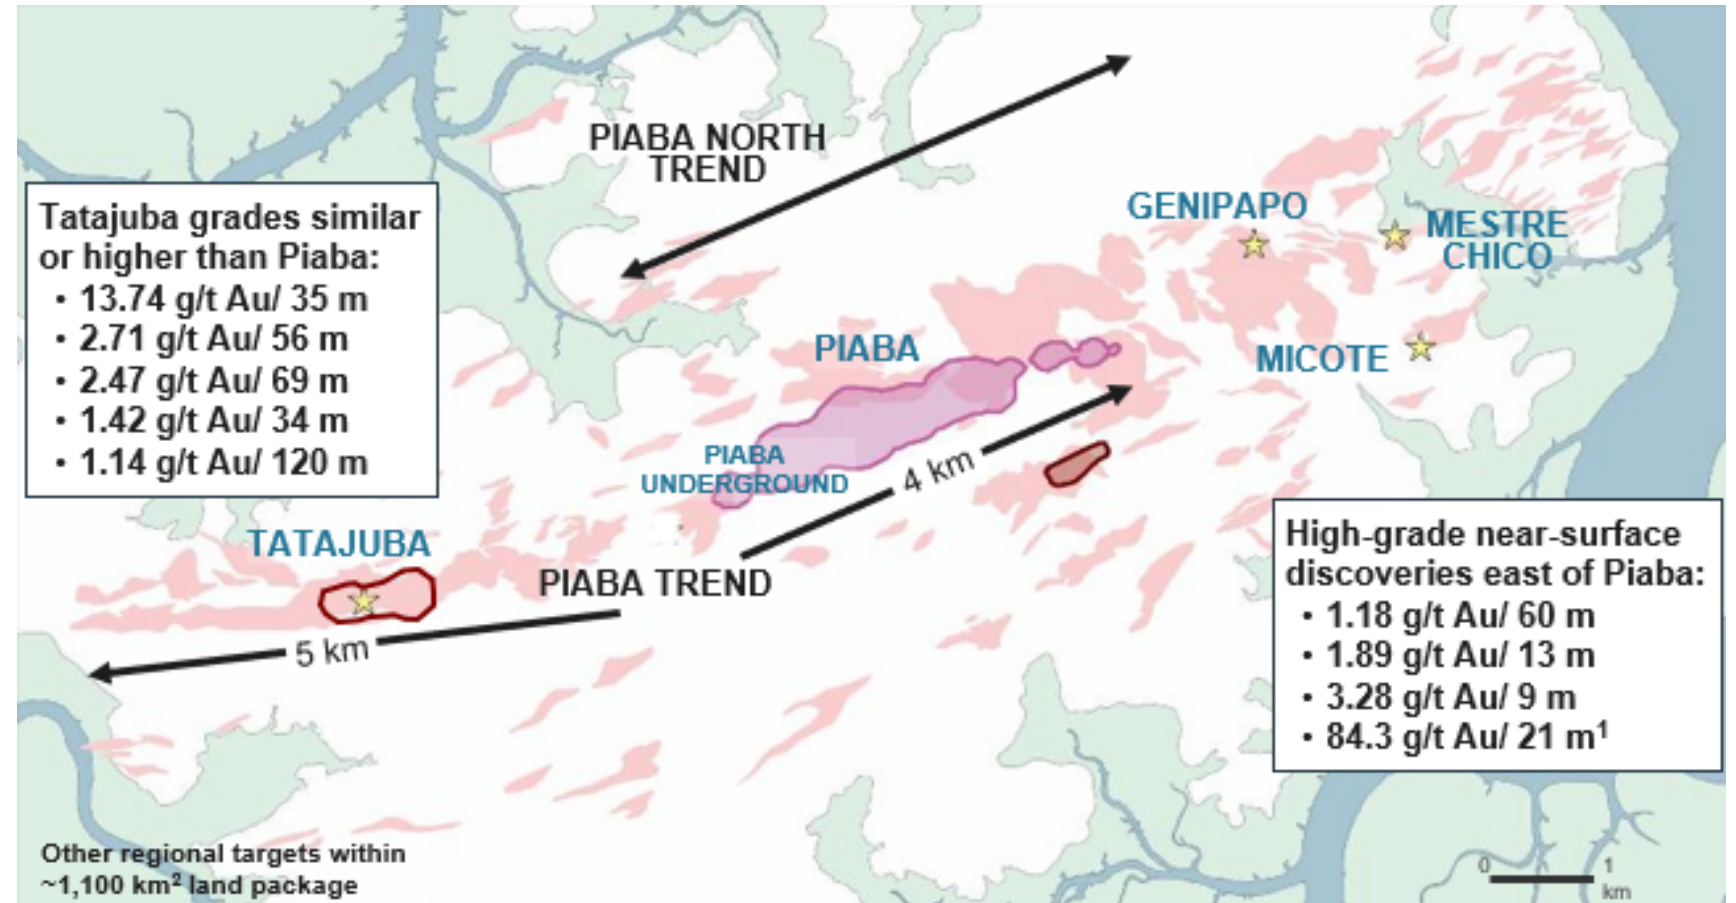 PIABA NORTH
TREND
GENIPAPO
MESTRE
CHICO
Tatajuba grades similar
or higher than Piaba:
• 13.74 g/t Au/ 35 m
• 2.71 g/t Au/ 56 m
• 2.47 g/t Au/ 69 m
• 1.42 g/t Au/ 34 m
• 1.14 g/t Au/ 120 m
PIABA
MICOTE
PIABA
UNDERGROUND
4 km
TATAJUBA
PIABA TREND
5 km
High-grade near-surface
discoveries east of Piaba:
• 1.18 g/t Au/ 60 m
• 1.89 g/t Au/ 13 m
• 3.28 g/t Au/ 9 m
• 84.3 g/t Au/ 21 m¹
Other regional targets within
~1,100 km² land package
0 1
km